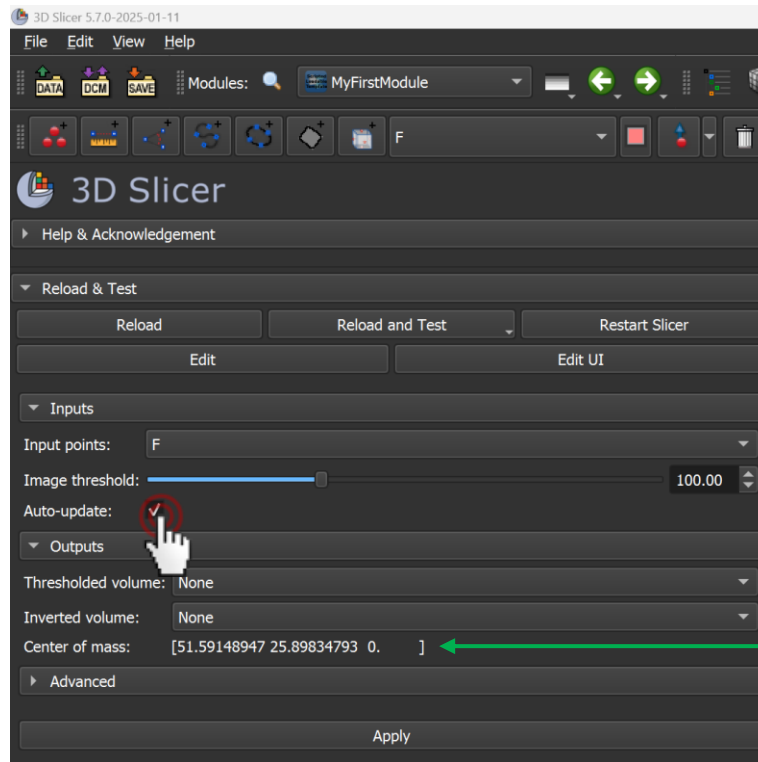 3D Slicer 5.7.0-2025-01-11
File Edit View Help
DATA DCM SAVE Modules: MyFirstModule
F
3D Slicer
Help & Acknowledgement
Reload & Test
Reload Reload and Test Restart Slicer
Edit Edit UI
Inputs
Input points: F
Image threshold: 100.00
Auto-update:
Outputs
Thresholded volume: None
Inverted volume: None
Center of mass: [51.59148947 25.89834793 0. ]
Advanced
Apply